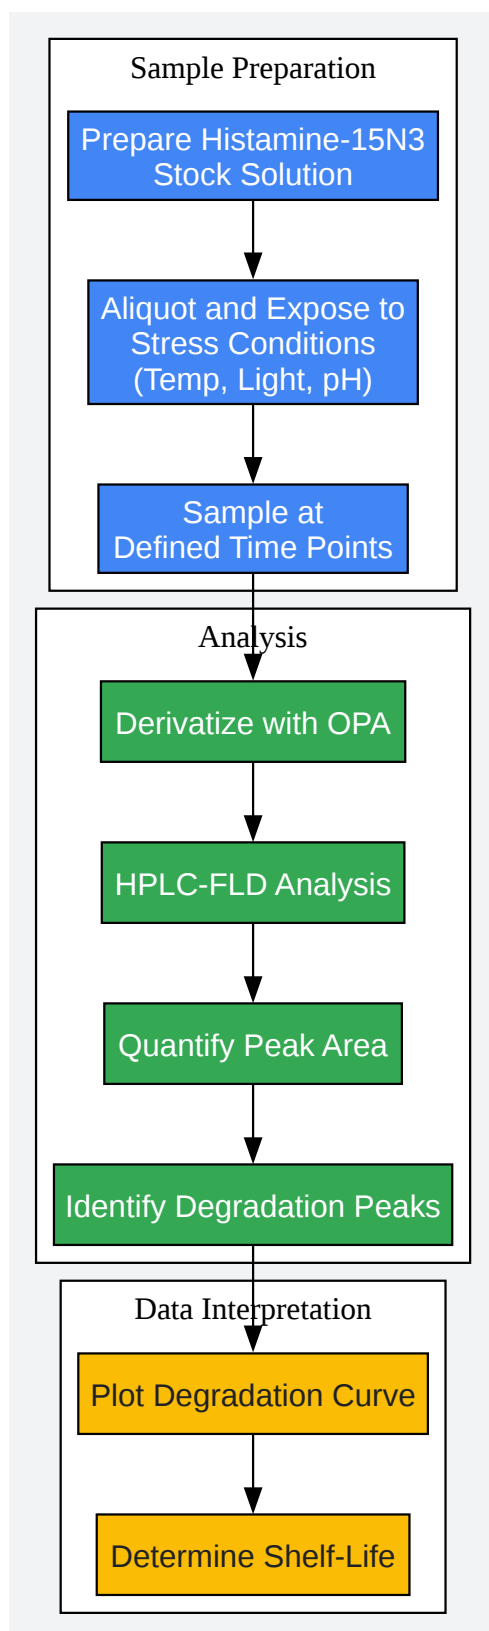 Sample Preparation
Prepare Histamine-15N3
Stock Solution
Aliquot and Expose to
Stress Conditions
(Temp, Light, pH)
Sample at
Defined Time Points
Analysis
Derivatize with OPA
HPLC-FLD Analysis
Quantify Peak Area
Identify Degradation Peaks
Data Interpretation
Plot Degradation Curve
Determine Shelf-Life